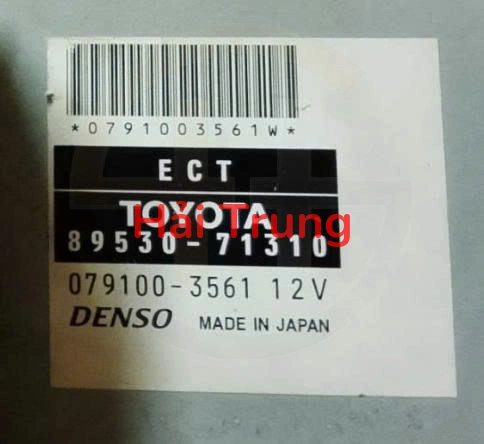 *0791003561W*
ECT
TOYOTA
Hai Trung
89530-71310
079100-3561 12V
DENSO MADE IN JAPAN